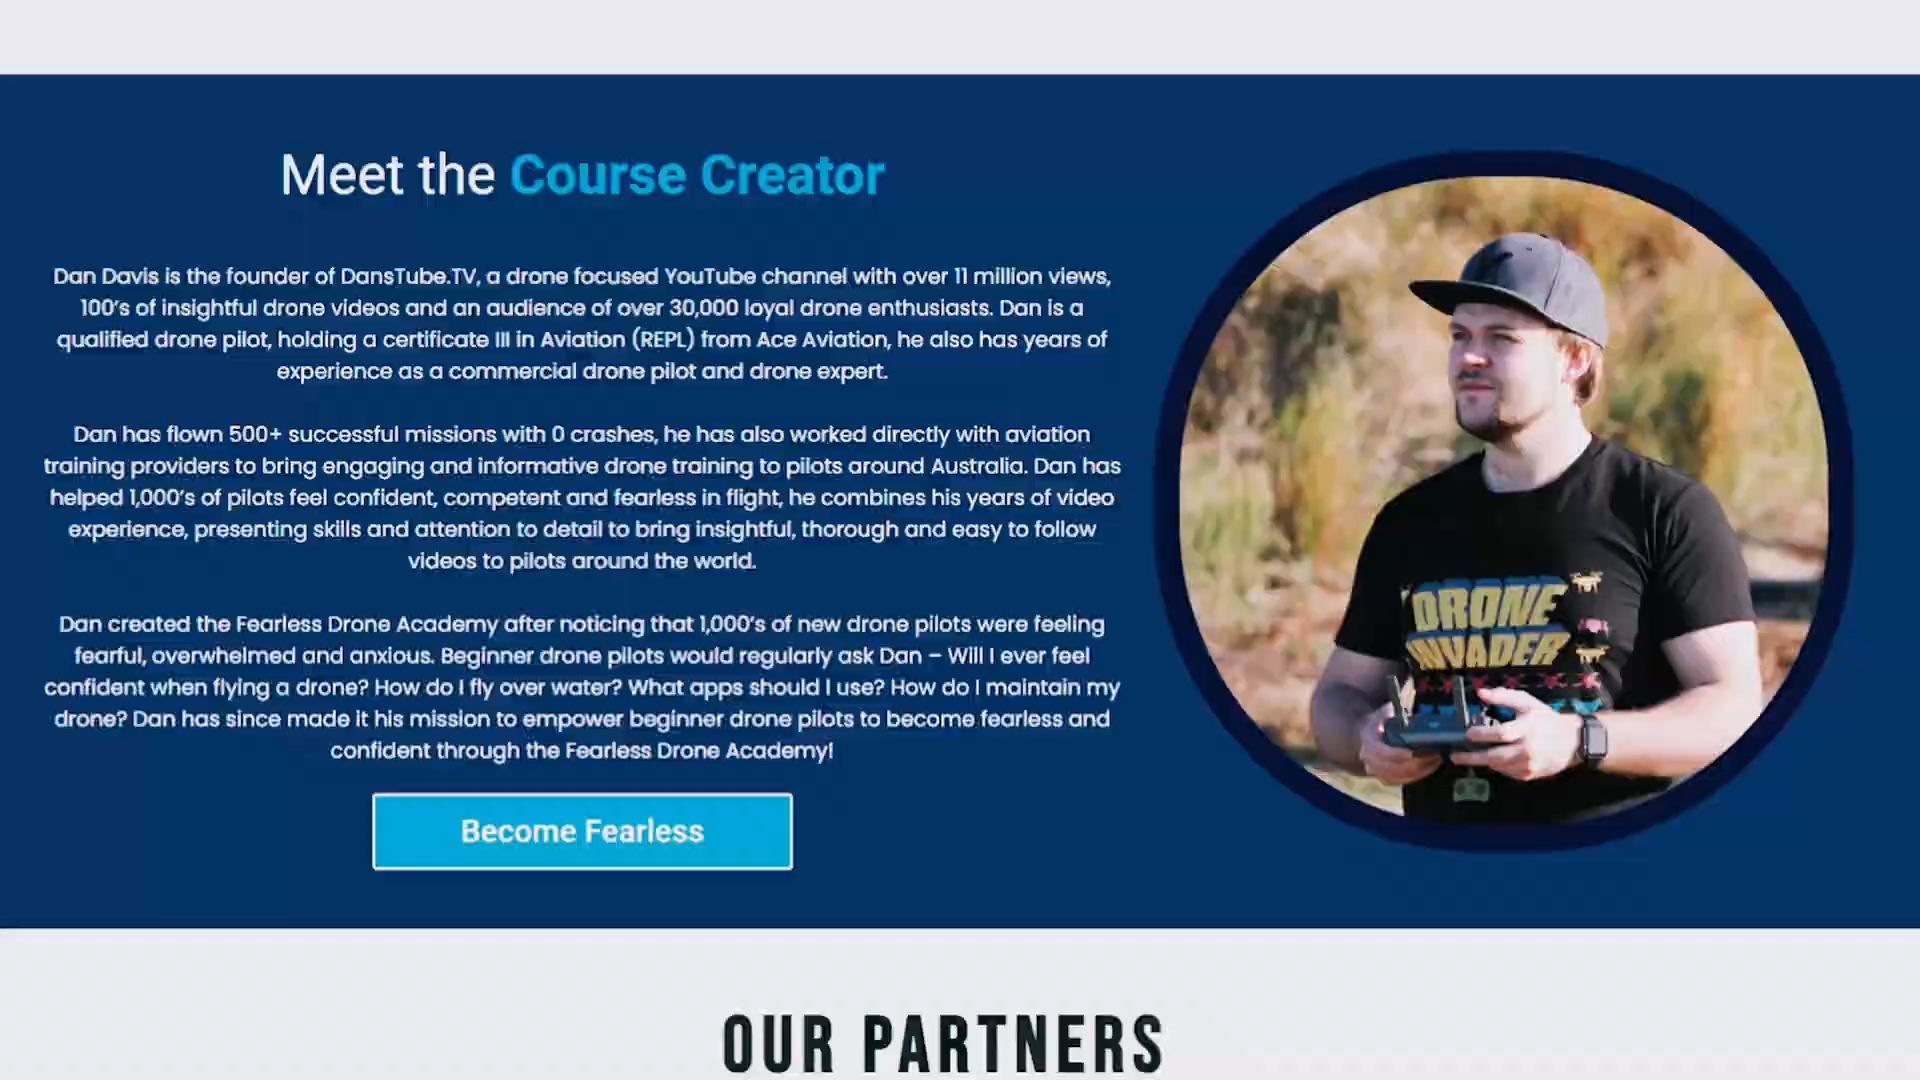 Meet the Course Creator
Dan Davis is the founder of DansTube.TV, a drone focused YouTube channel with over 11 million views,
100's of insightful drone videos and an audience of over 30,000 loyal drone enthusiasts. Dan is a
qualified drone pilot, holding a certificate III in Aviation (REPL) from Ace Aviation, he also has years of
experience as a commercial drone pilot and drone expert.
Dan has flown 500+ successful missions with 0 crashes, he has also worked directly with aviation
training providers to bring engaging and informative drone training to pilots around Australia. Dan has
helped 1,000's of pilots feel confident, competent and fearless in flight, he combines his years of video
experience, presenting skills and attention to detail to bring insightful, thorough and easy to follow
videos to pilots around the world.
Dan created the Fearless Drone Academy after noticing that 1,000's of new drone pilots were feeling
fearful, overwhelmed and anxious. Beginner drone pilots would regularly ask Dan – Will I ever feel
confident when flying a drone? How do I fly over water? What apps should I use? How do I maintain my
drone? Dan has since made it his mission to empower beginner drone pilots to become fearless and
confident through the Fearless Drone Academy!
Become Fearless
DRONE
INVADER
OUR PARTNERS